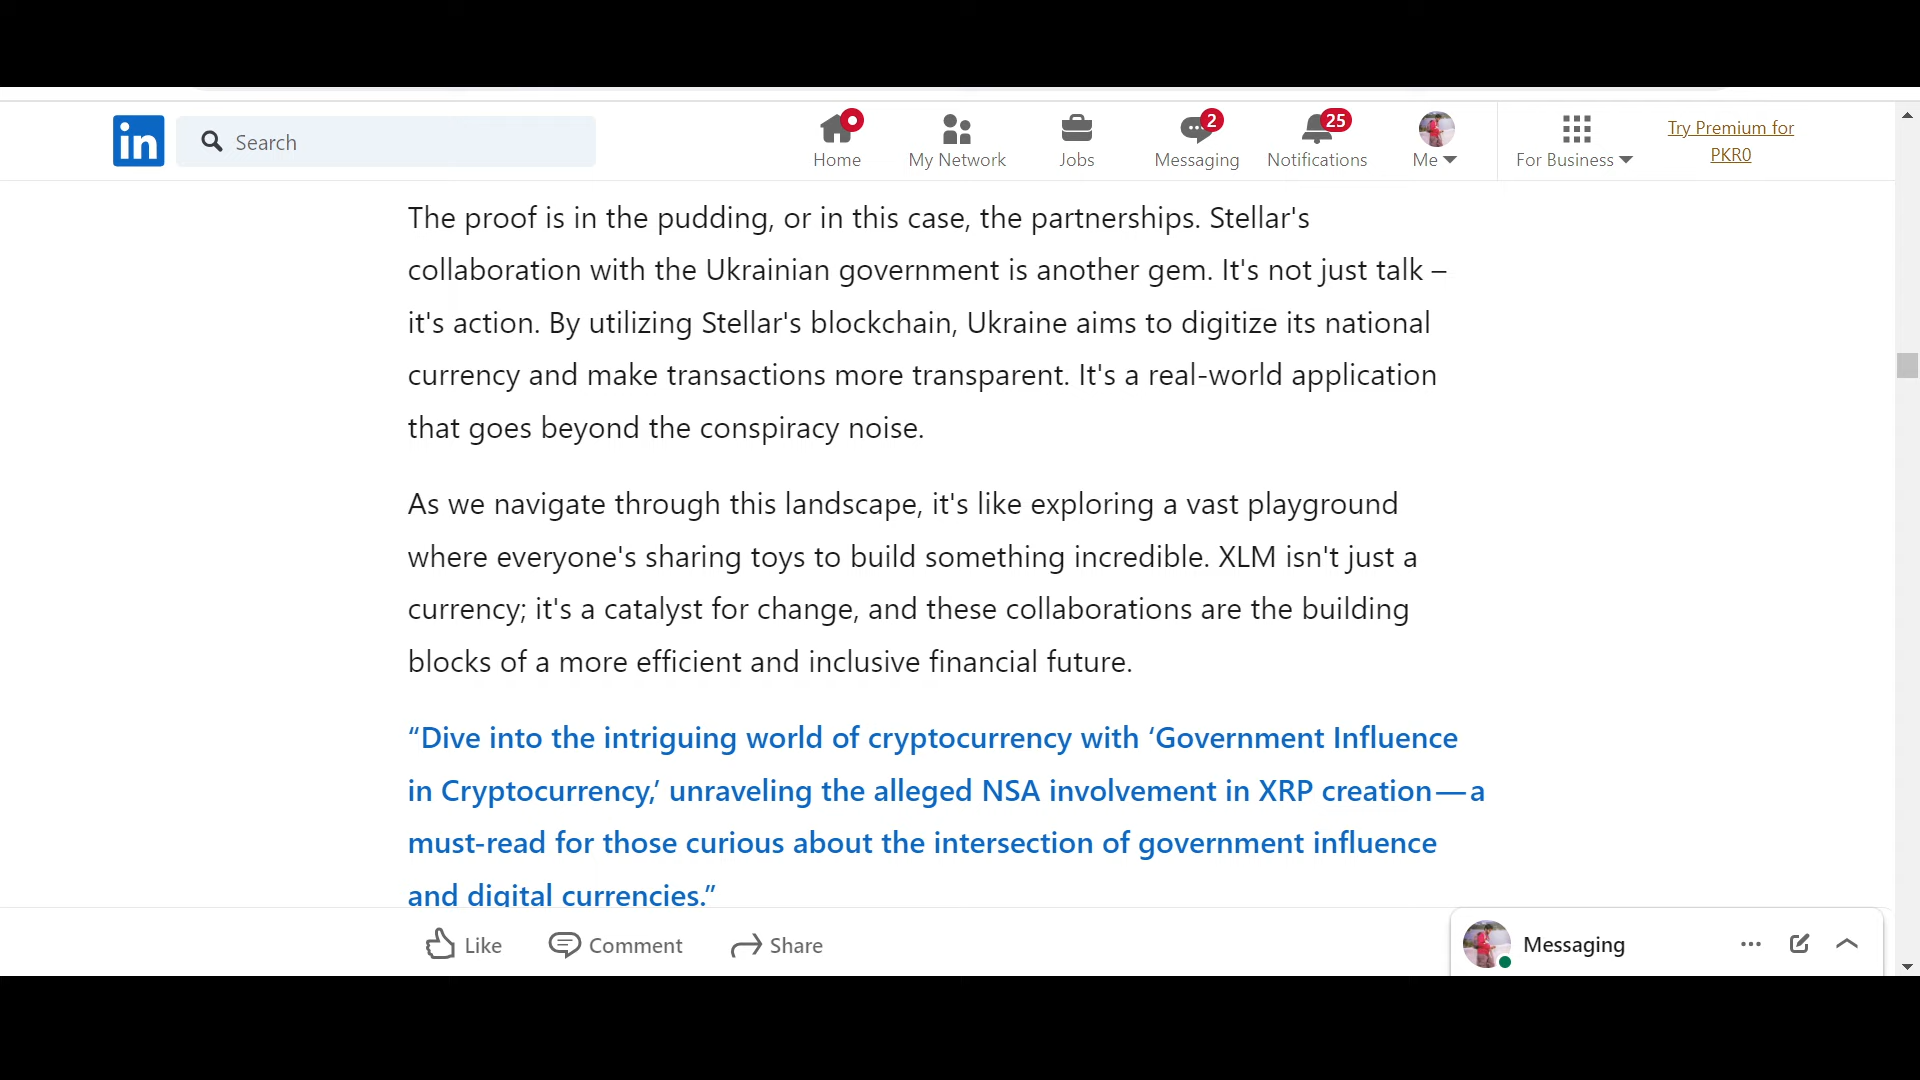 in
Search
Home
My Network
Jobs
2
Messaging
25
Notifications
Me
For Business
Try Premium for
PKR0
The proof is in the pudding, or in this case, the partnerships. Stellar's
collaboration with the Ukrainian government is another gem. It's not just talk –
it's action. By utilizing Stellar's blockchain, Ukraine aims to digitize its national
currency and make transactions more transparent. It's a real-world application
that goes beyond the conspiracy noise.
As we navigate through this landscape, it's like exploring a vast playground
where everyone's sharing toys to build something incredible. XLM isn't just a
currency; it's a catalyst for change, and these collaborations are the building
blocks of a more efficient and inclusive financial future.
“Dive into the intriguing world of cryptocurrency with ‘Government Influence
in Cryptocurrency,’ unraveling the alleged NSA involvement in XRP creation — a
must-read for those curious about the intersection of government influence
and digital currencies.”
Like
Comment
Share
Messaging